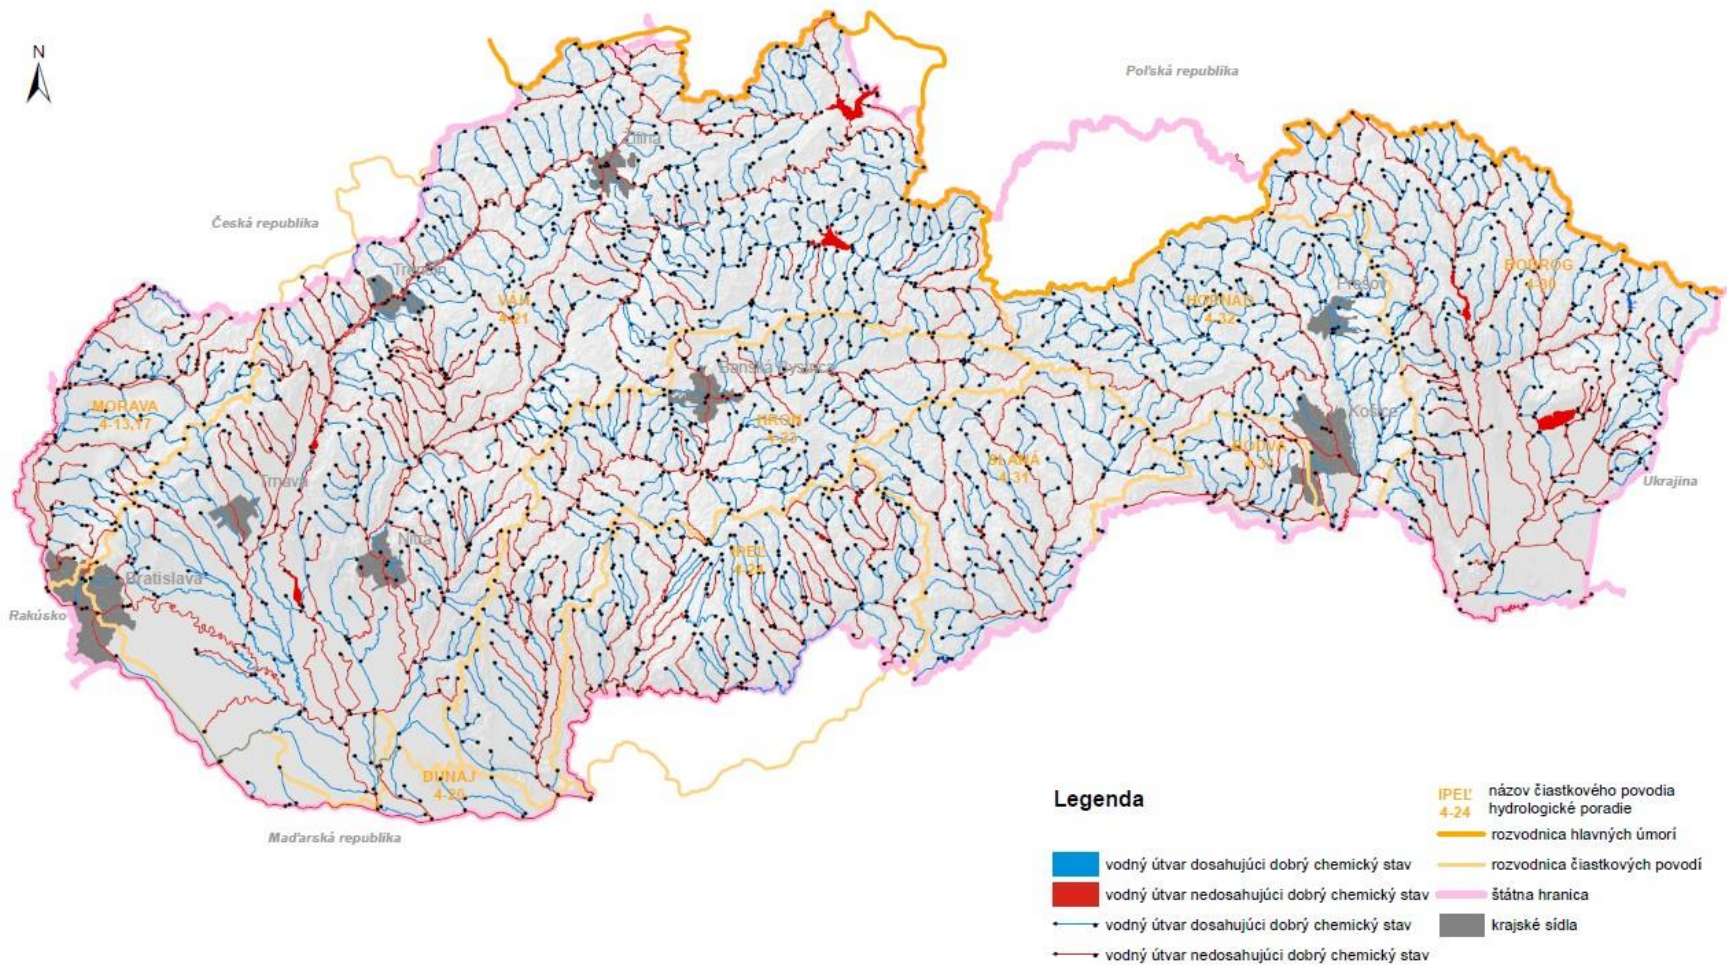 N
Poľská republika
Žilina
Česká republika
Trenčín
VÁH
4-21
BODROG
4-30
HORNÁD
4-32
Prešov
Banská Bystrica
MORAVA
4-13,17
HRON
4-23
Košice
BODVA
SLANÁ
4-31
Trnava
Ukrajina
Nitra
IPEĽ
4-24
Bratislava
Rakúsko
DUNAJ
4-20
Maďarská republika
Legenda
vodný útvar dosahujúci dobrý chemický stav
vodný útvar nedosahujúci dobrý chemický stav
vodný útvar dosahujúci dobrý chemický stav
vodný útvar nedosahujúci dobrý chemický stav
IPEĽ názov čiastkového povodia
4-24 hydrologické poradie
rozvodnica hlavných úmorí
rozvodnica čiastkových povodí
štátna hranica
krajské sídla